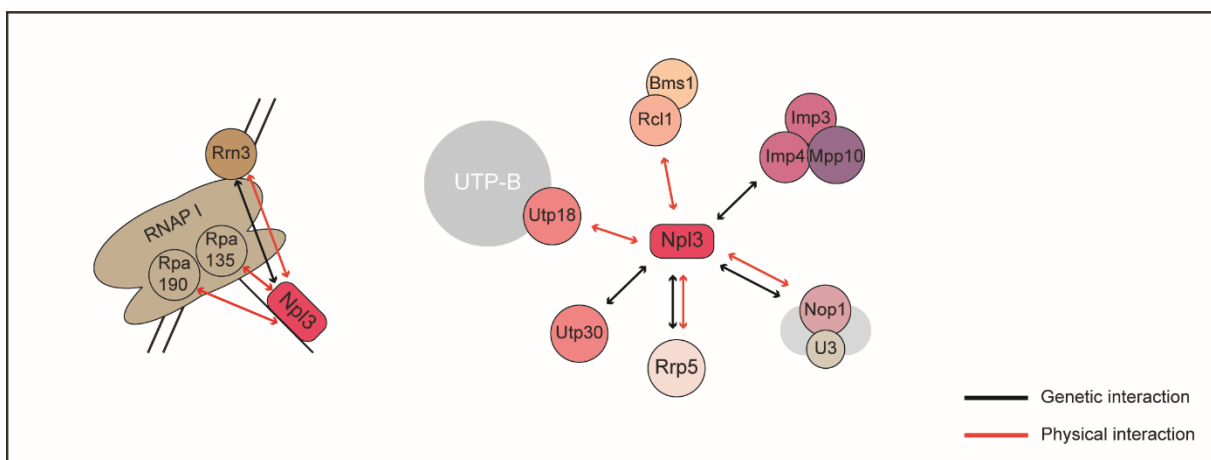 Rrn3
RNAP I
Rpa
135
Rpa
190
Npl3
UTP-B
Utp18
Bms1
Rcl1
Imp3
Imp4
Mpp10
Npl3
Utp30
Rrp5
Nop1
U3
Genetic interaction
Physical interaction